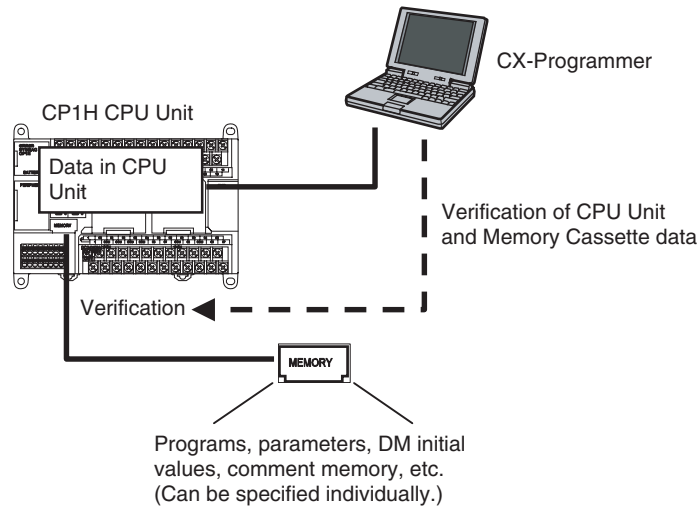 CX-Programmer
CP1H CPU Unit
Data in CPU
Unit
MEMORY
Verification of CPU Unit
and Memory Cassette data
Verification
MEMORY
Programs, parameters, DM initial
values, comment memory, etc.
(Can be specified individually.)